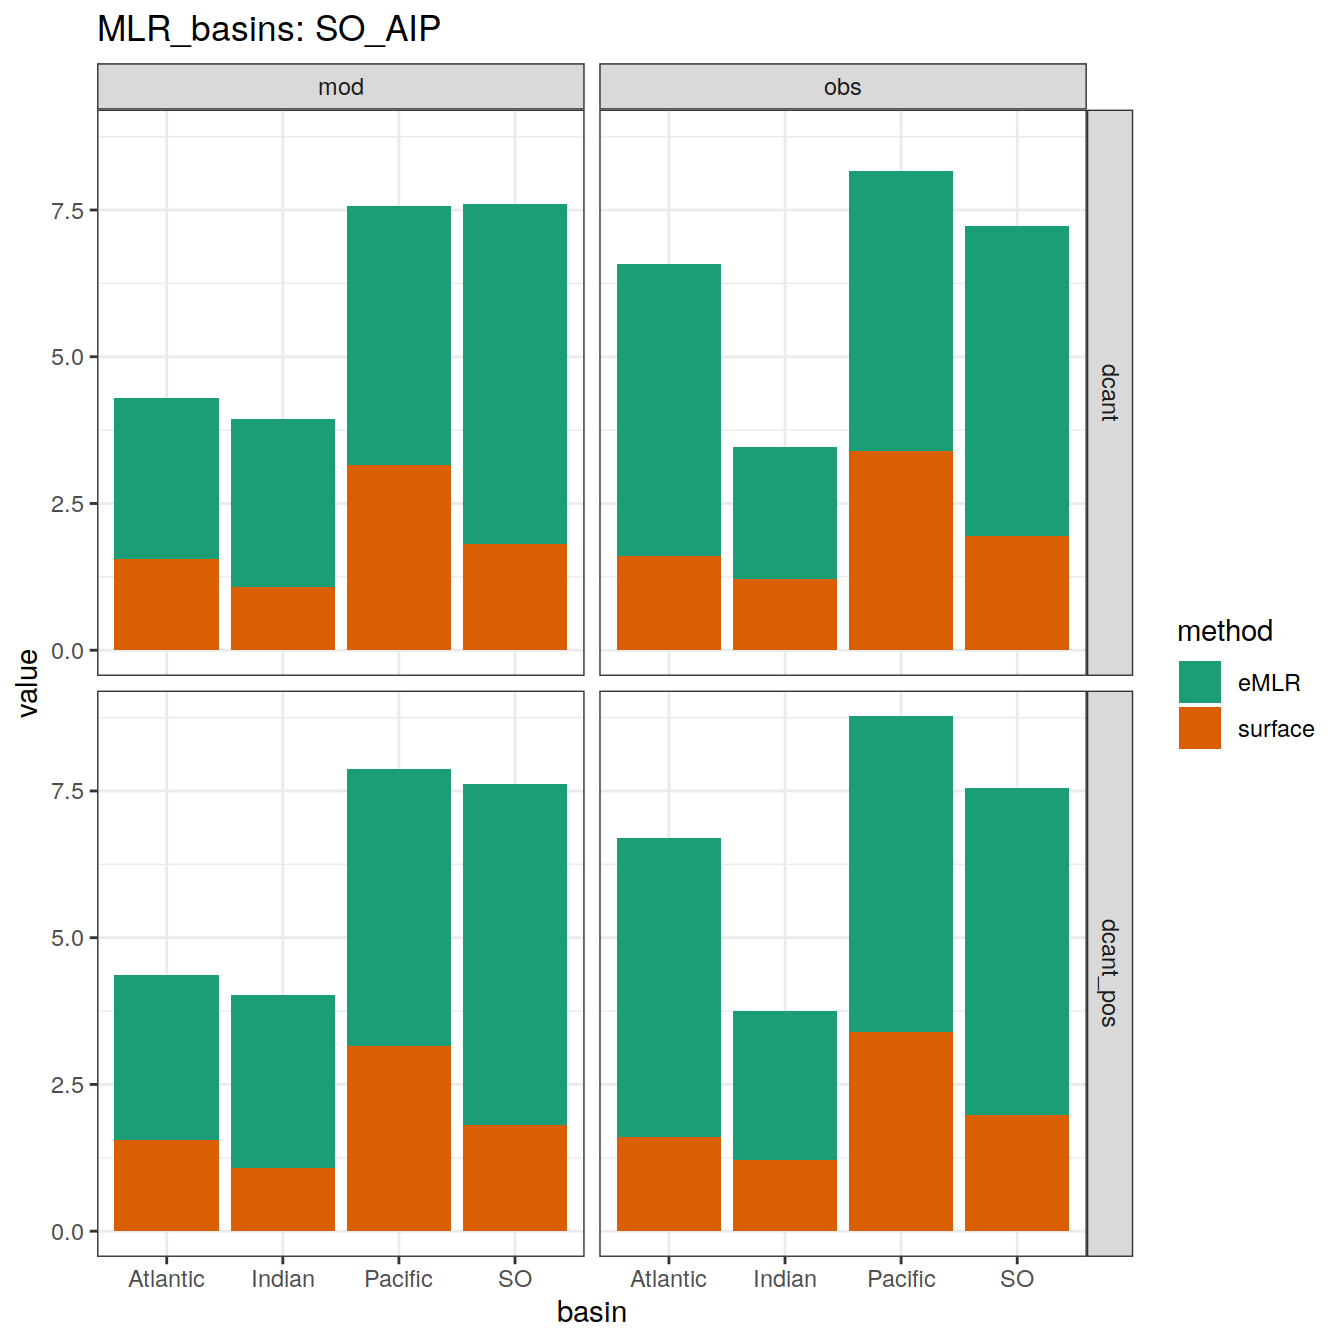 MLR_basins: SO_AIP
mod
obs
7.5
5.0
2.5
0.0
dcant
value
7.5
5.0
2.5
0.0
dcant_pos
Atlantic
Indian
Pacific
SO
Atlantic
Indian
Pacific
SO
basin
method
eMLR
surface